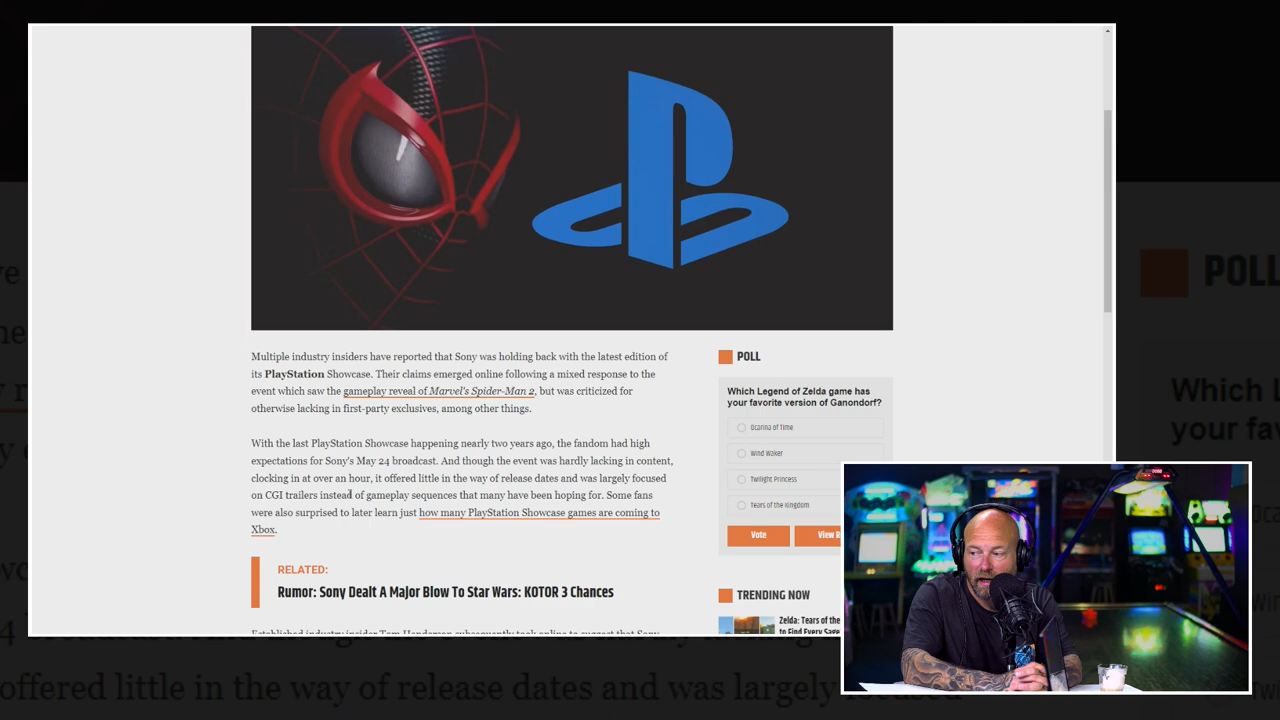 Multiple industry insiders have reported that Sony was holding back with the latest edition of
its PlayStation Showcase. Their claims emerged online following a mixed response to the
event which saw the gameplay reveal of Marvel's Spider-Man 2, but was criticized for
otherwise lacking in first-party exclusives, among other things.
With the last PlayStation Showcase happening nearly two years ago, the fandom had high
expectations for Sony's May 24 broadcast. And though the event was hardly lacking in content,
clocking in at over an hour, it offered little in the way of release dates and was largely focused
on CGI trailers instead of gameplay sequences that many have been hoping for. Some fans
were also surprised to later learn just how many PlayStation Showcase games are coming to
Xbox.
RELATED:
Rumor: Sony Dealt A Major Blow To Star Wars: KOTOR 3 Chances
Established industry insider Tom Henderson subsequently took online to suggest that Sony
POLL
Which Legend of Zelda game has
your favorite version of Ganondorf?
Ocarina of Time
Wind Waker
Twilight Princess
Tears of the Kingdom
Vote
View R
TRENDING NOW
Zelda: Tears of the
to Find Every Sage
POLL
Which
your fav
offered little in the way of release dates and was largely